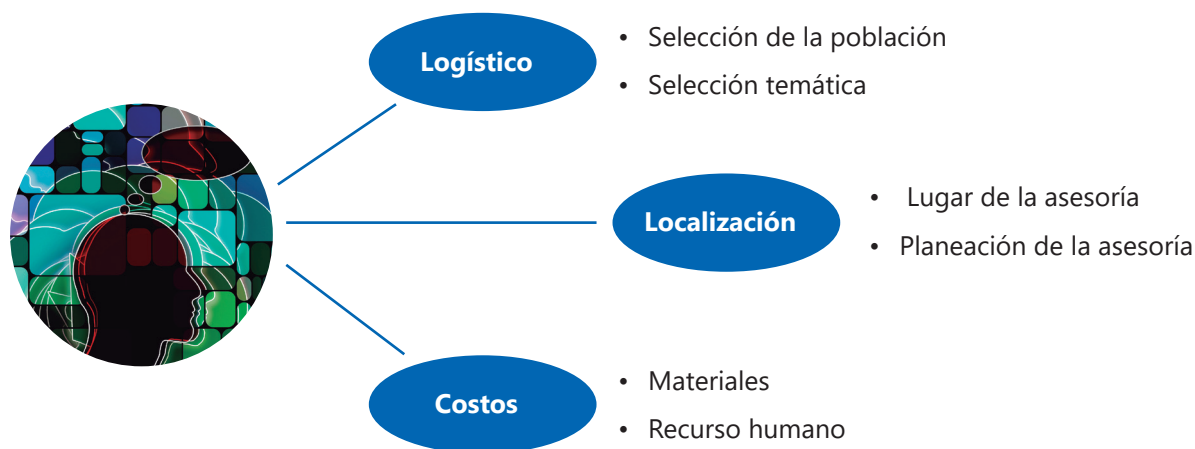 Logístico
• Selección de la población
• Selección temática
Localización
• Lugar de la asesoría
• Planeación de la asesoría
Costos
• Materiales
• Recurso humano